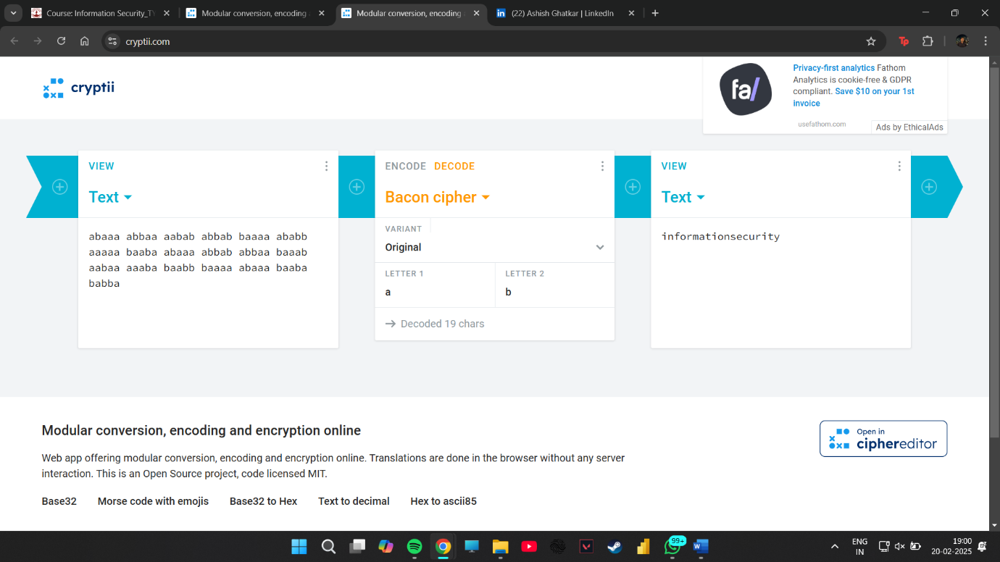 Course: Information Security_TY
Modular conversion, encoding a
Modular conversion, encoding a
(22) Ashish Ghatkar | LinkedIn
cryptii.com
cryptii
fa/
Privacy-first analytics Fathom
Analytics is cookie-free & GDPR
compliant. Save $10 on your 1st
invoice
usefathom.com
Ads by EthicalAds
VIEW
Text
abaaa abbaa aabab abbab baaaa ababb
aaaaa baaba abaaa abbab abbaa baaab
aabaa aaaba baabb baaaa abaaa baaba
babba
ENCODE DECODE
Bacon cipher
VARIANT
Original
LETTER 1
a
LETTER 2
b
→ Decoded 19 chars
VIEW
Text
informationsecurity
Modular conversion, encoding and encryption online
Web app offering modular conversion, encoding and encryption online. Translations are done in the browser without any server
interaction. This is an Open Source project, code licensed MIT.
Base32 Morse code with emojis Base32 to Hex Text to decimal Hex to ascii85
Open in
ciphereditor
99+
ENG
IN
19:00
20-02-2025